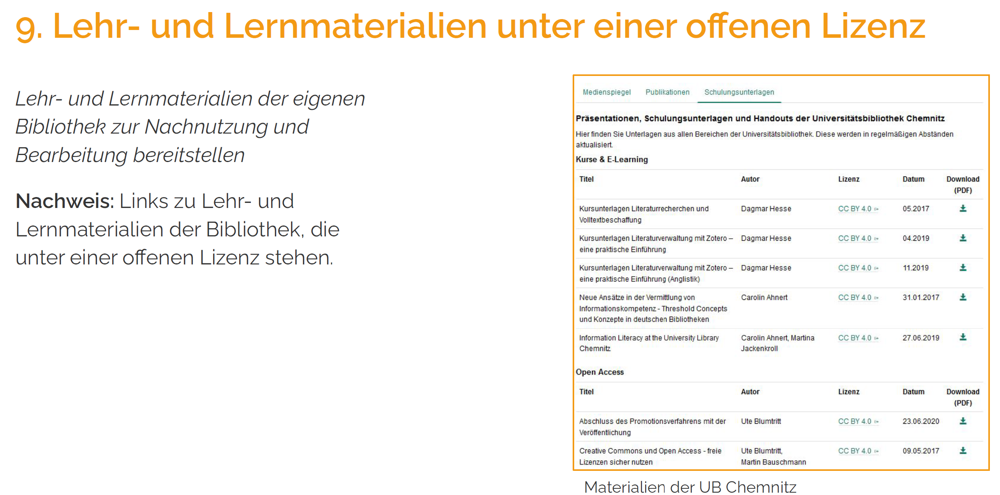 9. Lehr- und Lernmaterialien unter einer offenen Lizenz
Lehr- und Lernmaterialien der eigenen
Bibliothek zur Nachnutzung und
Bearbeitung bereitstellen
Nachweis: Links zu Lehr- und
Lernmaterialien der Bibliothek, die
unter einer offenen Lizenz stehen.
Medienspiegel Publikationen Schulungsunterlagen
Präsentationen, Schulungsunterlagen und Handouts der Universitätsbibliothek Chemnitz
Hier finden Sie Unterlagen aus allen Bereichen der Universitätsbibliothek. Diese werden in regelmäßigen Abständen
aktualisiert.
Kurse & E-Learning
Titel Autor Lizenz Datum Download
(PDF)
Kursunterlagen Literaturrecherchen und Dagmar Hesse CC BY 4.0 05.2017
Volltextbeschaffung
Kursunterlagen Literaturverwaltung mit Zotero – Dagmar Hesse CC BY 4.0 04.2019
eine praktische Einführung
Kursunterlagen Literaturverwaltung mit Zotero – Dagmar Hesse CC BY 4.0 11.2019
eine praktische Einführung (Anglistik)
Neue Ansätze in der Vermittlung von Carolin Ahnert CC BY 4.0 31.01.2017
Informationskompetenz - Threshold Concepts
und Konzepte in deutschen Bibliotheken
Information Literacy at the University Library Carolin Ahnert, Martina CC BY 4.0 27.06.2019
Chemnitz Jackenkroll
Open Access
Titel Autor Lizenz Datum Download
(PDF)
Abschluss des Promotionsverfahrens mit der Ute Blumtritt CC BY 4.0 23.06.2020
Veröffentlichung
Creative Commons und Open Access - freie Ute Blumtritt, CC BY 4.0 09.05.2017
Lizenzen sicher nutzen Martin Bauschmann
Materialien der UB Chemnitz